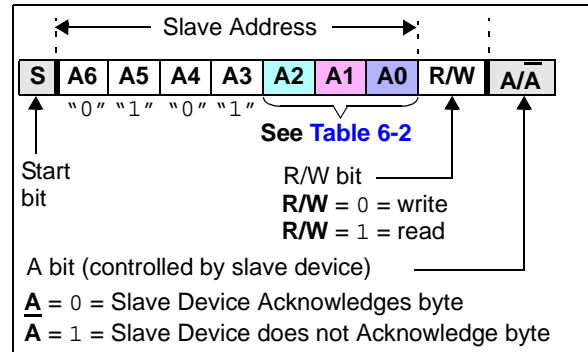 Slave Address
S A6 A5 A4 A3 A2 A1 A0 R/W A/A̅
“0” “1” “0” “1”
See Table 6-2
Start
bit
R/W bit
R/W = 0 = write
R/W = 1 = read
A bit (controlled by slave device)
A = 0 = Slave Device Acknowledges byte
A̅ = 1 = Slave Device does not Acknowledge byte